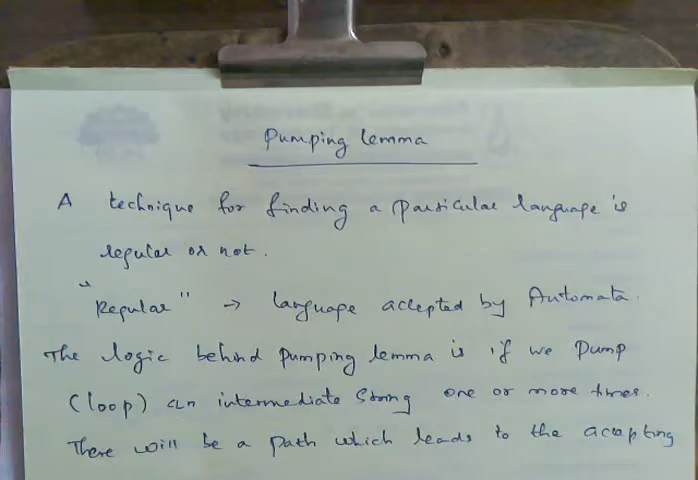 Pumping lemma
A technique for finding a particular language is
regular or not.
"Regular" → language accepted by Automata.
The logic behind pumping lemma is if we pump
(loop) an intermediate string one or more times.
There will be a path which leads to the accepting